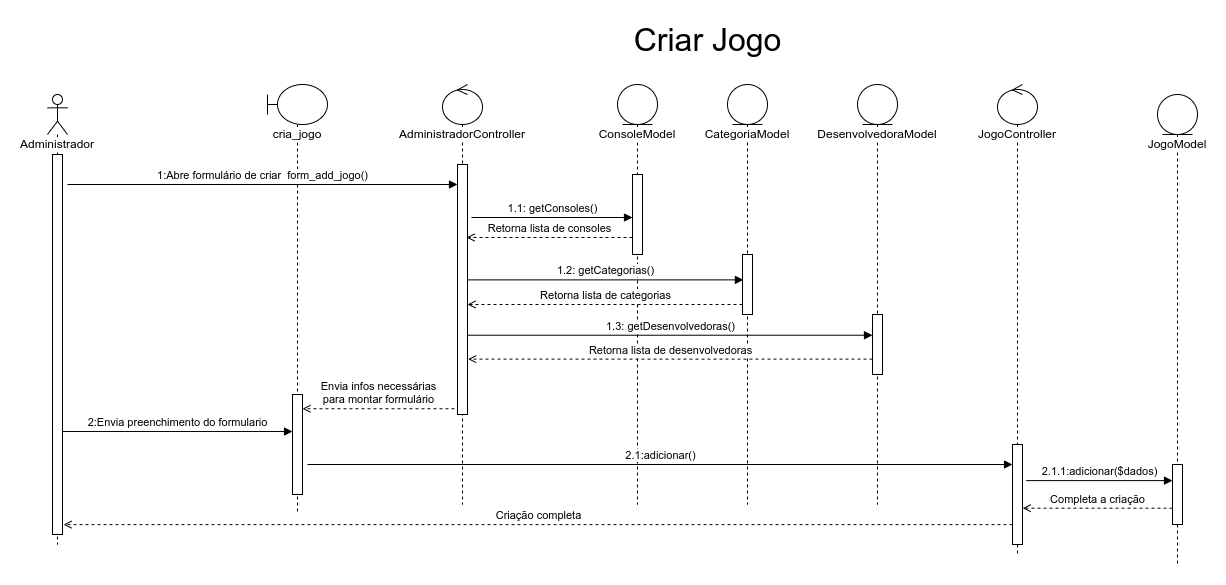 Criar Jogo
Administrador
cria_jogo
AdministradorController
ConsoleModel
CategoriaModel
DesenvolvedoraModel
JogoController
JogoModel
1:Abre formulário de criar form_add_jogo()
1.1: getConsoles()
Retorna lista de consoles
1.2: getCategorias()
Retorna lista de categorias
1.3: getDesenvolvedoras()
Retorna lista de desenvolvedoras
Envia infos necessárias
para montar formulário
2:Envia preenchimento do formulario
2.1:adicionar()
2.1.1:adicionar($dados)
Completa a criação
Criação completa